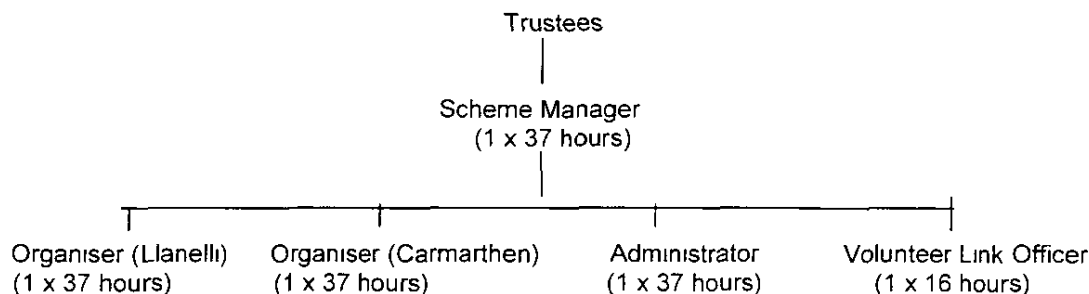 Trustees
Scheme Manager
(1 x 37 hours)
Organiser (Llanelli) Organiser (Carmarthen) Administrator Volunteer Link Officer
(1 x 37 hours) (1 x 37 hours) (1 x 37 hours) (1 x 16 hours)